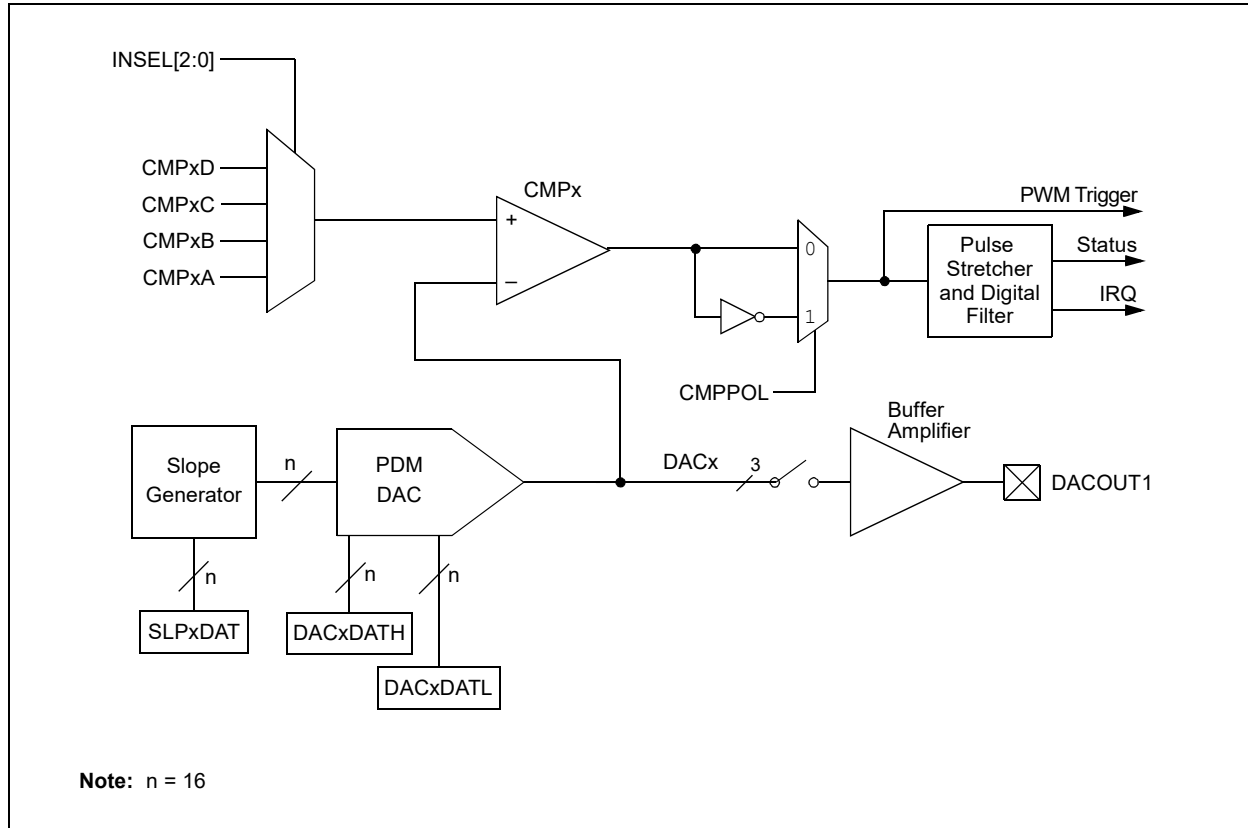 INSEL[2:0]
CMPxD
CMPxC
CMPxB
CMPxA
CMPx
+
–
0
1
CMPPOL
PWM Trigger
Pulse
Stretcher
and Digital
Filter
Status
IRQ
Slope
Generator
n
PDM
DAC
DACx
3
Buffer
Amplifier
DACOUT1
n
n
n
SLPxDAT
DACxDATH
DACxDATL
Note: n = 16